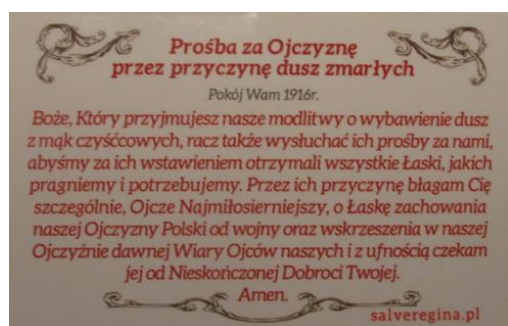 Prośba za Ojczyznę
przez przyczynę dusz zmarłych
Pokój Wam 1916r.
Boże, Który przyjmujesz nasze modlitwy o wybawienie dusz
z mąk czyśćcowych, racz także wysłuchać ich prośby za nami,
abyśmy za ich wstawieniem otrzymali wszystkie Łaski, jakich
pragniemy i potrzebujemy. Przez ich przyczynę błagam Cię
szczególnie, Ojcze Najmiłosierniejszy, o Łaskę zachowania
naszej Ojczyzny Polski od wojny oraz wskrzeszenia w naszej
Ojczyźnie dawnej Wiary Ojców naszych i z ufnością czekam
jej od Nieskończonej Dobroci Twojej.
Amen.
salveregina.pl